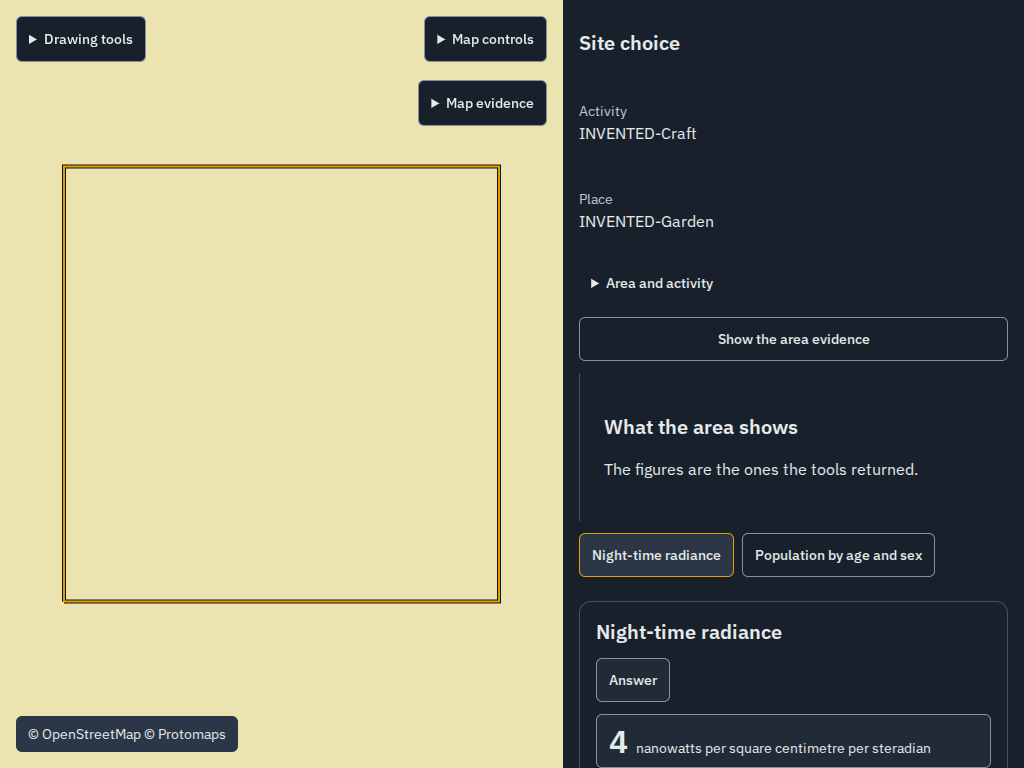 Drawing tools
Map controls
Map evidence
© OpenStreetMap © Protomaps
Site choice
Activity
INVENTED-Craft
Place
INVENTED-Garden
Area and activity
Show the area evidence
What the area shows
The figures are the ones the tools returned.
Night-time radiance
Population by age and sex
Night-time radiance
Answer
4 nanowatts per square centimetre per steradian